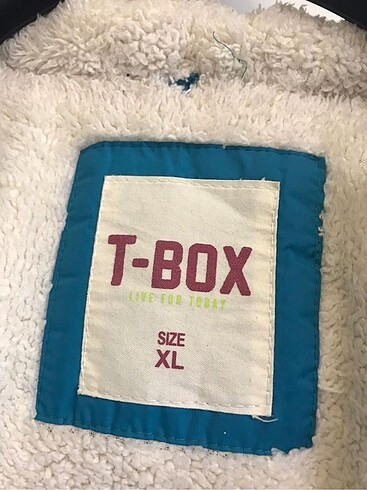 T-BOX
LIVE FOR TODAY
SIZE
XL